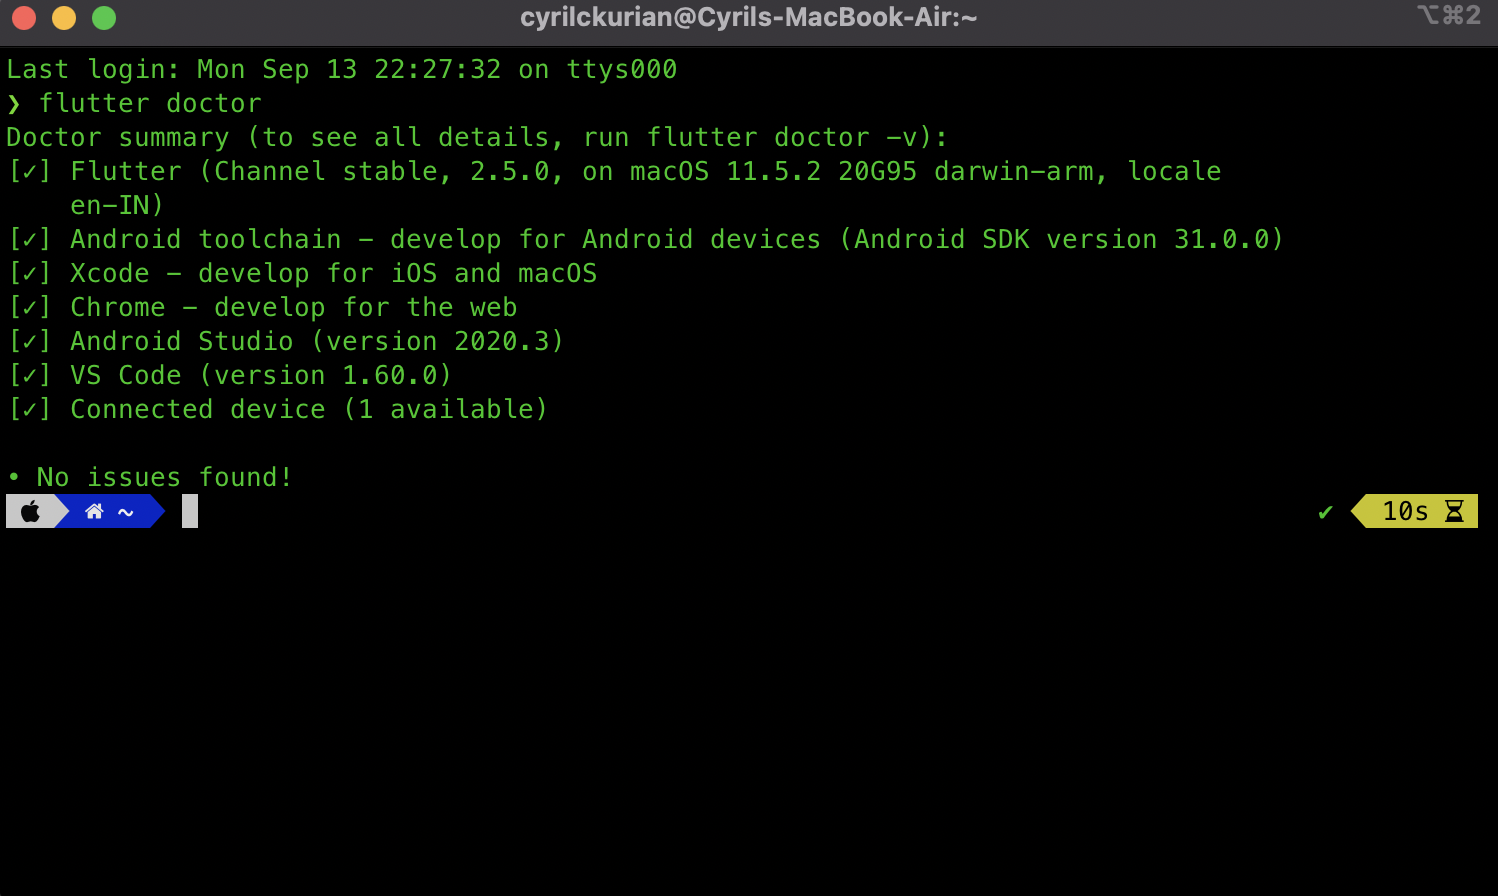 cyrilckurian@Cyrils-MacBook-Air:~
⌥⌘2
Last login: Mon Sep 13 22:27:32 on ttys000
❯ flutter doctor
Doctor summary (to see all details, run flutter doctor -v):
[✓] Flutter (Channel stable, 2.5.0, on macOS 11.5.2 20G95 darwin-arm, locale
en-IN)
[✓] Android toolchain - develop for Android devices (Android SDK version 31.0.0)
[✓] Xcode - develop for iOS and macOS
[✓] Chrome - develop for the web
[✓] Android Studio (version 2020.3)
[✓] VS Code (version 1.60.0)
[✓] Connected device (1 available)
• No issues found!
~ ✔ 10s